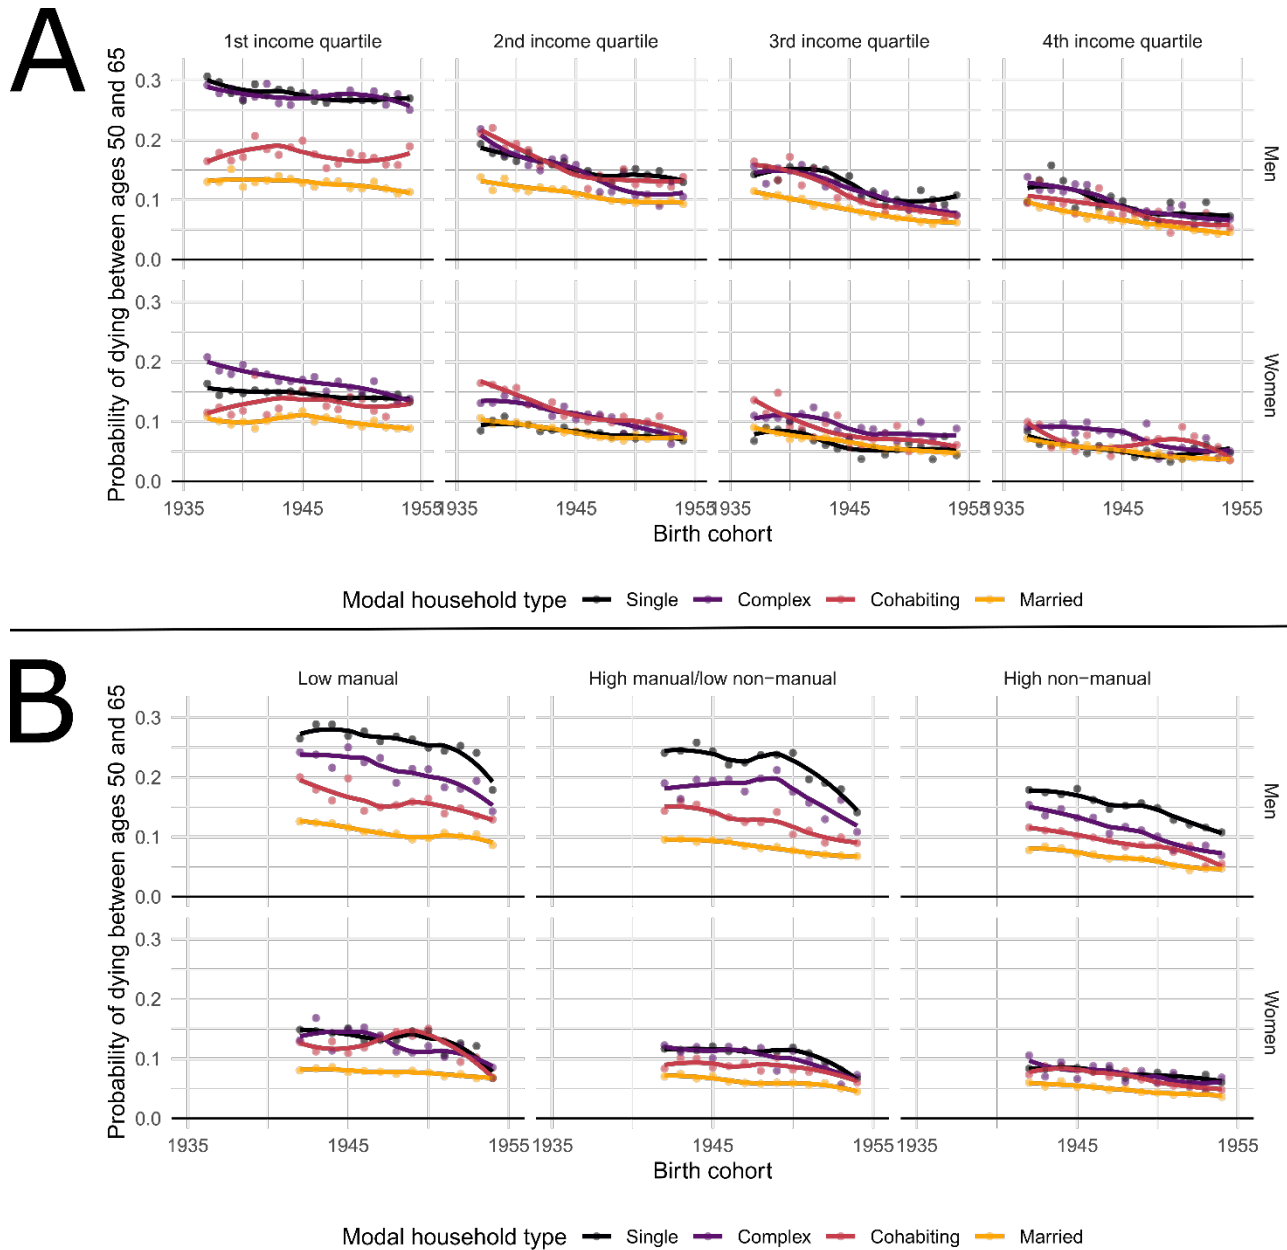 A
1st income quartile 2nd income quartile 3rd income quartile 4th income quartile
Probability of dying between ages 50 and 65
0.3
0.2
0.1
0.0
Men
0.3
0.2
0.1
0.0
Women
1935 1945 1955 1935 1945 1955 1935 1945 1955 1935 1945 1955
Birth cohort
Modal household type Single Complex Cohabiting Married
B
Low manual High manual/low non−manual High non−manual
Probability of dying between ages 50 and 65
0.3
0.2
0.1
0.0
Men
0.3
0.2
0.1
0.0
Women
1935 1945 1955 1935 1945 1955 1935 1945 1955
Birth cohort
Modal household type Single Complex Cohabiting Married